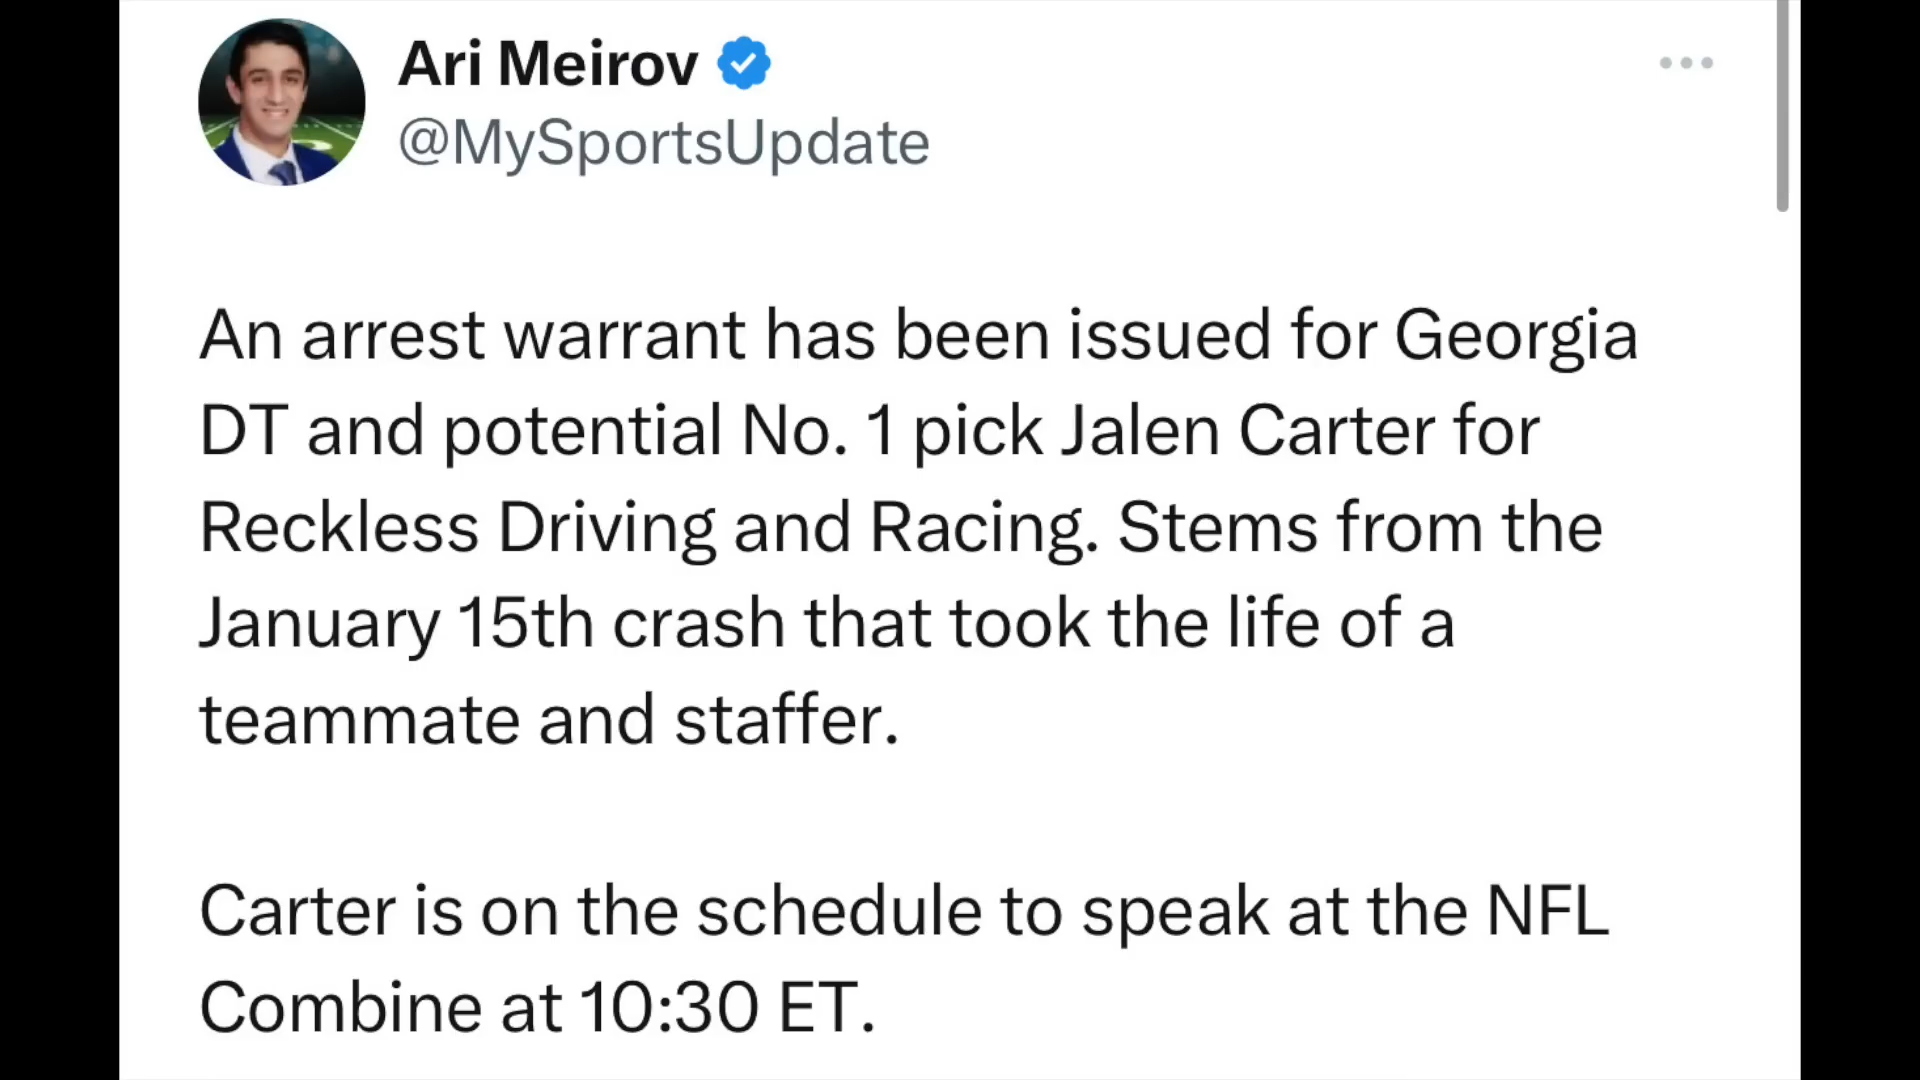 Ari Meirov
@MySportsUpdate
An arrest warrant has been issued for Georgia
DT and potential No. 1 pick Jalen Carter for
Reckless Driving and Racing. Stems from the
January 15th crash that took the life of a
teammate and staffer.
Carter is on the schedule to speak at the NFL
Combine at 10:30 ET.